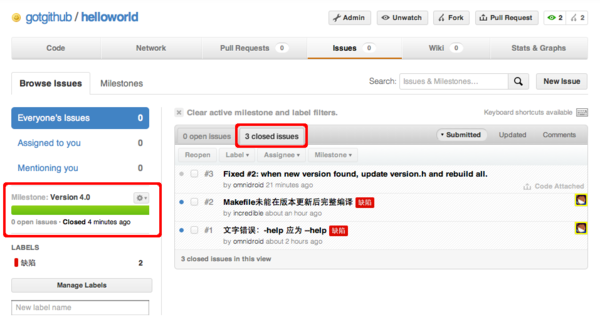 gotgithub / helloworld
Admin Unwatch Fork Pull Request 2 2
Code Network Pull Requests 0 Issues 0 Wiki 0 Stats & Graphs
Browse Issues Milestones
Search: Issues & Milestones... New Issue
Everyone's Issues 0
Assigned to you 0
Mentioning you 0
Milestone: Version 4.0
0 open issues · Closed 4 minutes ago
LABELS
缺陷 2
Manage Labels
New label name
Clear active milestone and label filters.
Keyboard shortcuts available
0 open issues 3 closed issues
Submitted Updated Comments
Reopen Label Assignee Milestone
#3 Fixed #2: when new version found, update version.h and rebuild all.
by omnidroid 21 minutes ago
Code Attached
#2 Makefile未能在版本更新后完整编译 缺陷
by incredible about an hour ago
#1 文字错误：-help 应为 --help 缺陷
by omnidroid about 2 hours ago
3 closed issues in this view